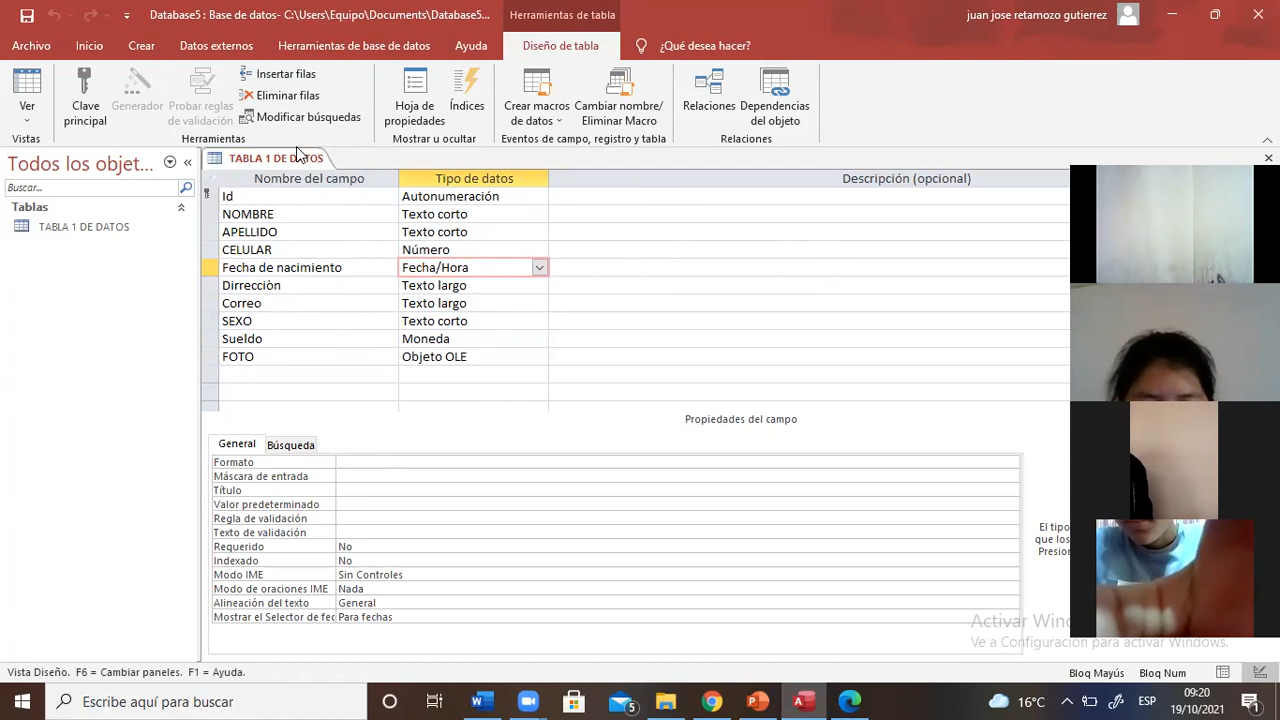 Database5 : Base de datos- C:\Users\Equipo\Documents\Database5...
Herramientas de tabla
juan jose retamozo gutierrez
Archivo Inicio Crear Datos externos Herramientas de base de datos Ayuda Diseño de tabla ¿Qué desea hacer?
Ver
Clave principal
Generador
Probar reglas de validación
Insertar filas
Eliminar filas
Modificar búsquedas
Hoja de propiedades
Índices
Crear macros de datos
Cambiar nombre/ Eliminar Macro
Relaciones
Dependencias del objeto
Vistas Herramientas Mostrar u ocultar Eventos de campo, registro y tabla Relaciones
Todos los objet...
Buscar...
Tablas
TABLA 1 DE DATOS
TABLA 1 DE DATOS
Nombre del campo Tipo de datos Descripción (opcional)
Id Autonumeración
NOMBRE Texto corto
APELLIDO Texto corto
CELULAR Número
Fecha de nacimiento Fecha/Hora
Dirrecciòn Texto largo
Correo Texto largo
SEXO Texto corto
Sueldo Moneda
FOTO Objeto OLE
Propiedades del campo
General Búsqueda
Formato
Máscara de entrada
Título
Valor predeterminado
Regla de validación
Texto de validación
Requerido No
Indexado No
Modo IME Sin Controles
Modo de oraciones IME Nada
Alineación del texto General
Mostrar el Selector de fec Para fechas
El tipo
que los
Presion
Activar Win
Ve a Configuración para activar Windows.
Vista Diseño. F6 = Cambiar paneles. F1 = Ayuda.
Bloq Mayús Bloq Num
Escribe aquí para buscar
5
16°C
ESP
09:20
19/10/2021
1